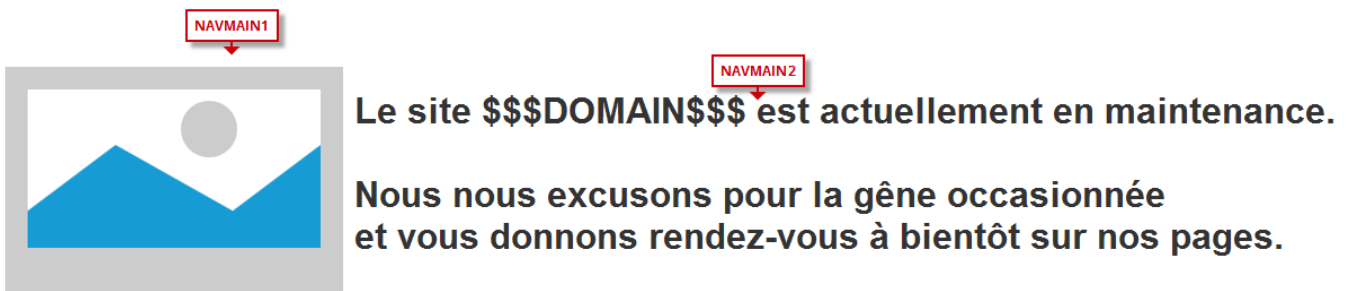 NAVMAIN1
NAVMAIN2
Le site $$$DOMAIN$$$ est actuellement en maintenance.
Nous nous excusons pour la gêne occasionnée
et vous donnons rendez-vous à bientôt sur nos pages.